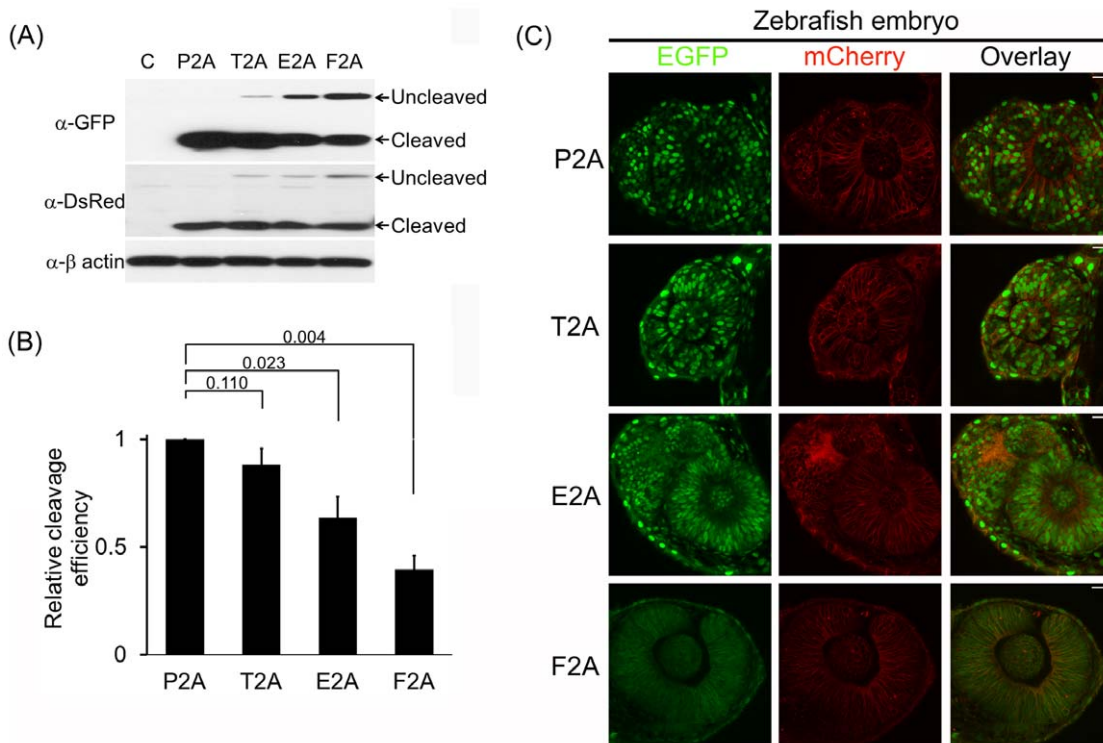 (A)
C P2A T2A E2A F2A
α-GFP
Uncleaved
Cleaved
α-DsRed
Uncleaved
Cleaved
α-β actin
(B)
0.004
0.023
0.110
Relative cleavage
efficiency
1
0.5
0
P2A T2A E2A F2A
(C)
Zebrafish embryo
EGFP mCherry Overlay
P2A
T2A
E2A
F2A